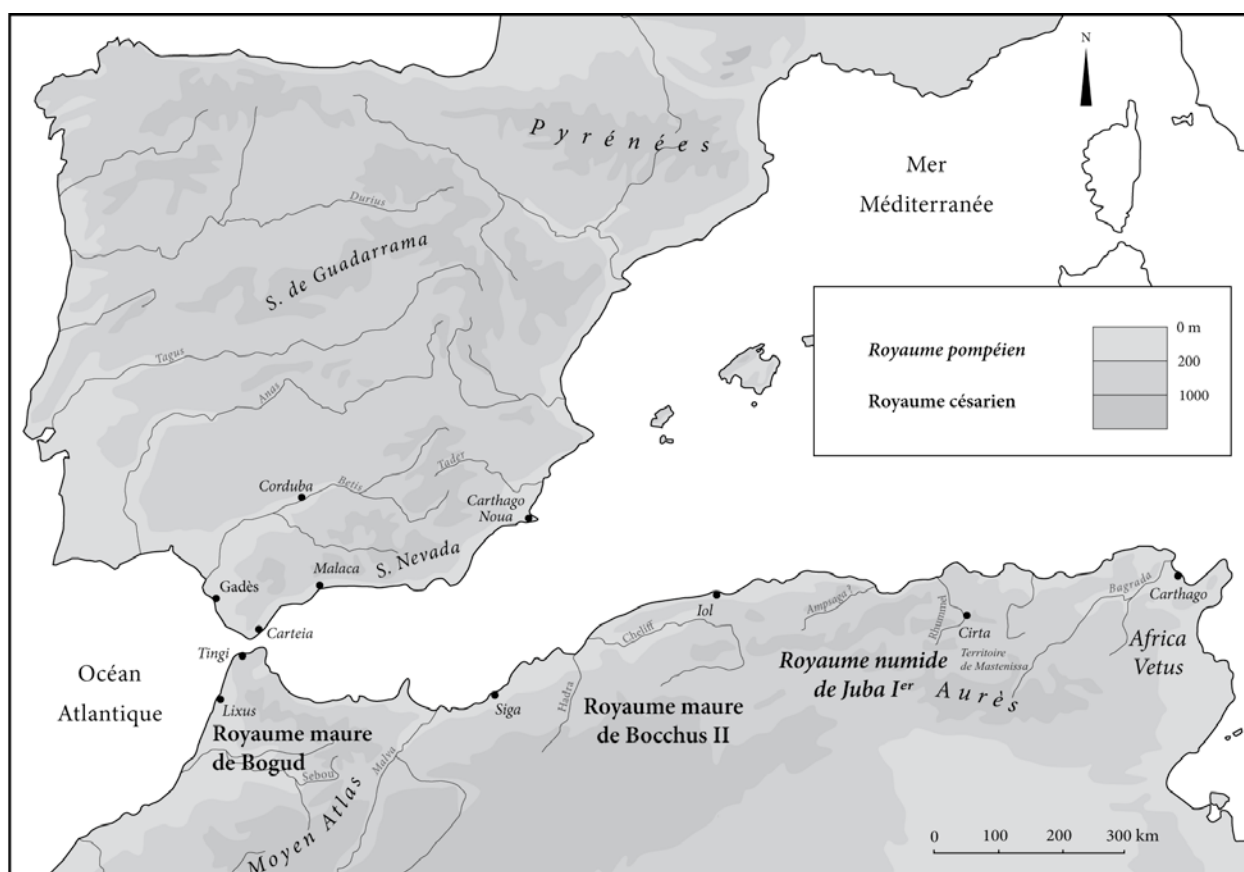 N
Pyrénées
Mer
Méditerranée
Durius
S. de Guadarrama
Royaume pompéien
Royaume césarien
0 m
200
1000
Tagus
Anas
Corduba
Betis
Tader
Carthago
Noua
S. Nevada
Malaca
Gadès
Carteia
Tingi
Océan
Atlantique
Lixus
Royaume maure
de Bogud
Sebou
Malva
Moyen Atlas
Siga
Hadra
Cheliff
Iol
Royaume maure
de Bocchus II
Ampsaga ?
Rhummel
Cirta
Territoire
de Mastenissa
Royaume numide
de Juba Ier
Aurès
Bagrada
Carthago
Africa
Vetus
0 100 200 300 km